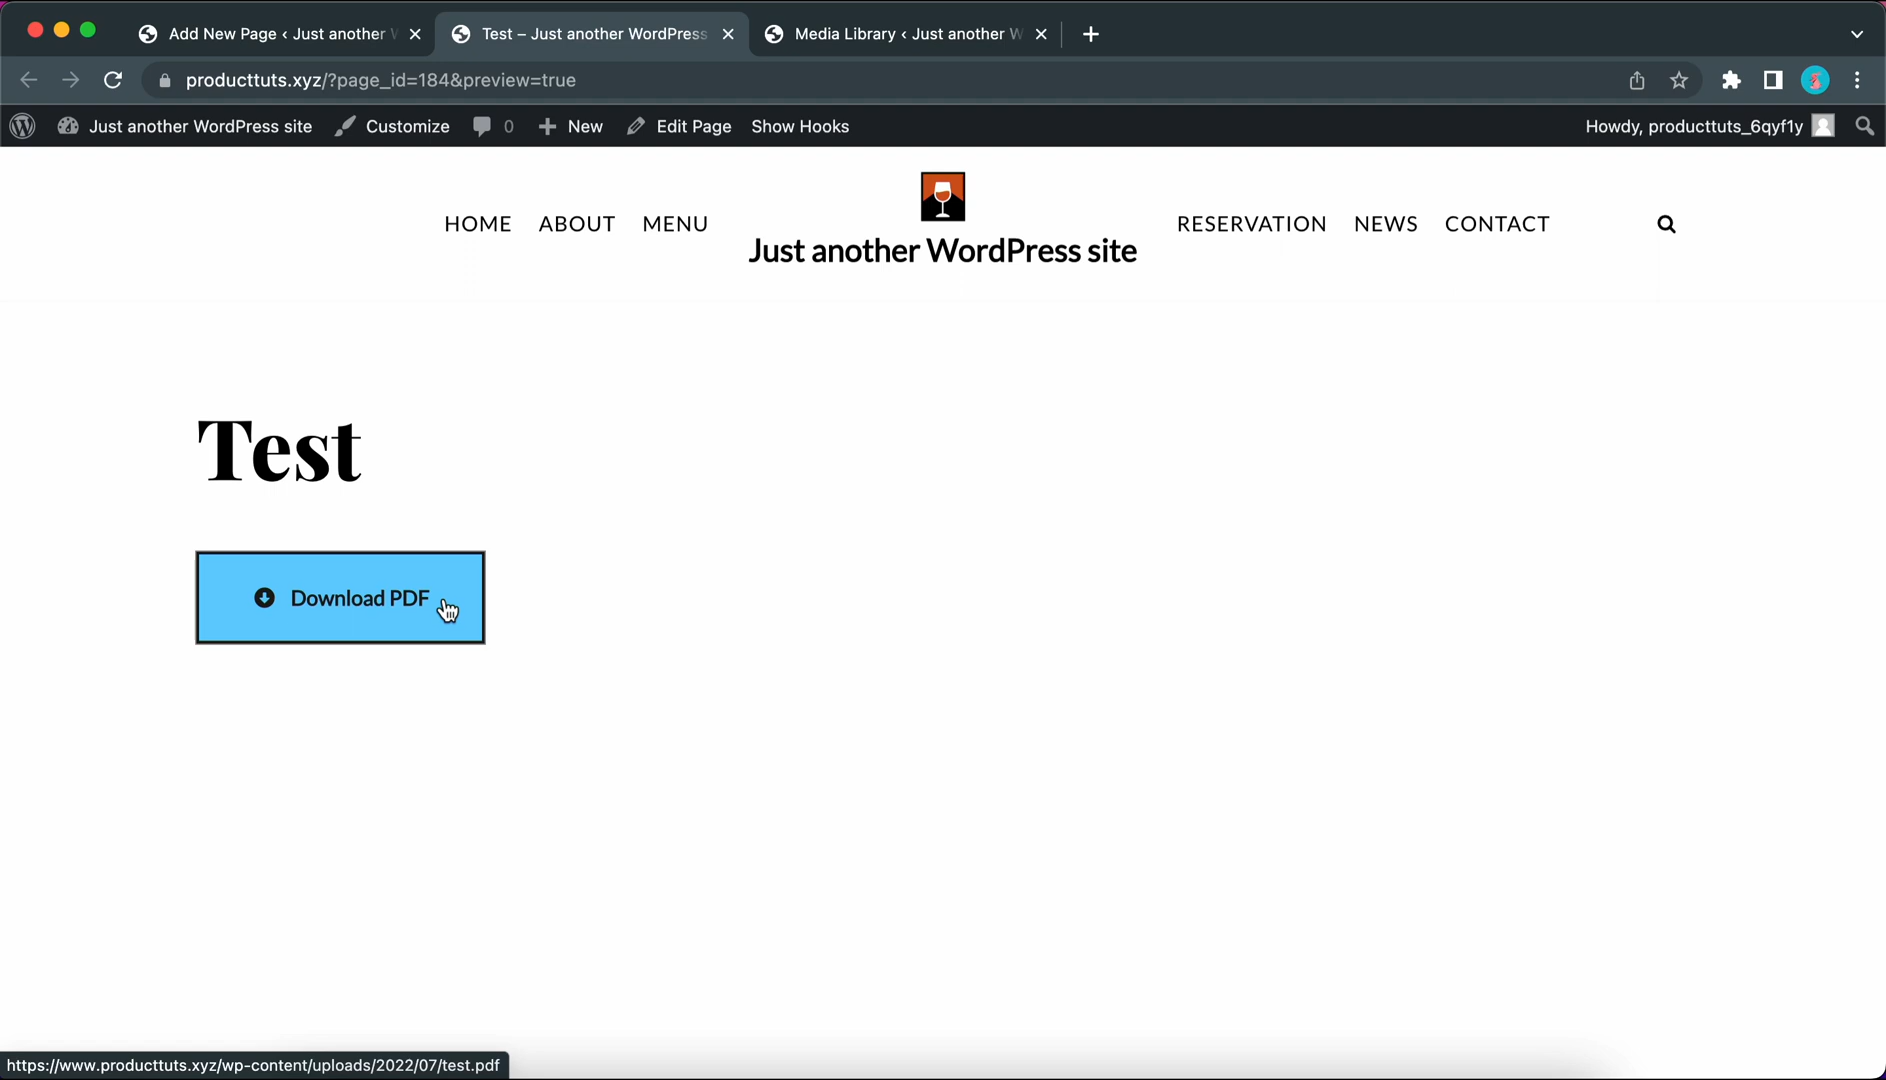 Add New Page ‹ Just another W
Test – Just another WordPress
Media Library ‹ Just another W
producttuts.xyz/?page_id=184&preview=true
Just another WordPress site
Customize
0
New
Edit Page
Show Hooks
Howdy, producttuts_6qyf1y
HOME
ABOUT
MENU
Just another WordPress site
RESERVATION
NEWS
CONTACT
Test
Download PDF
https://www.producttuts.xyz/wp-content/uploads/2022/07/test.pdf